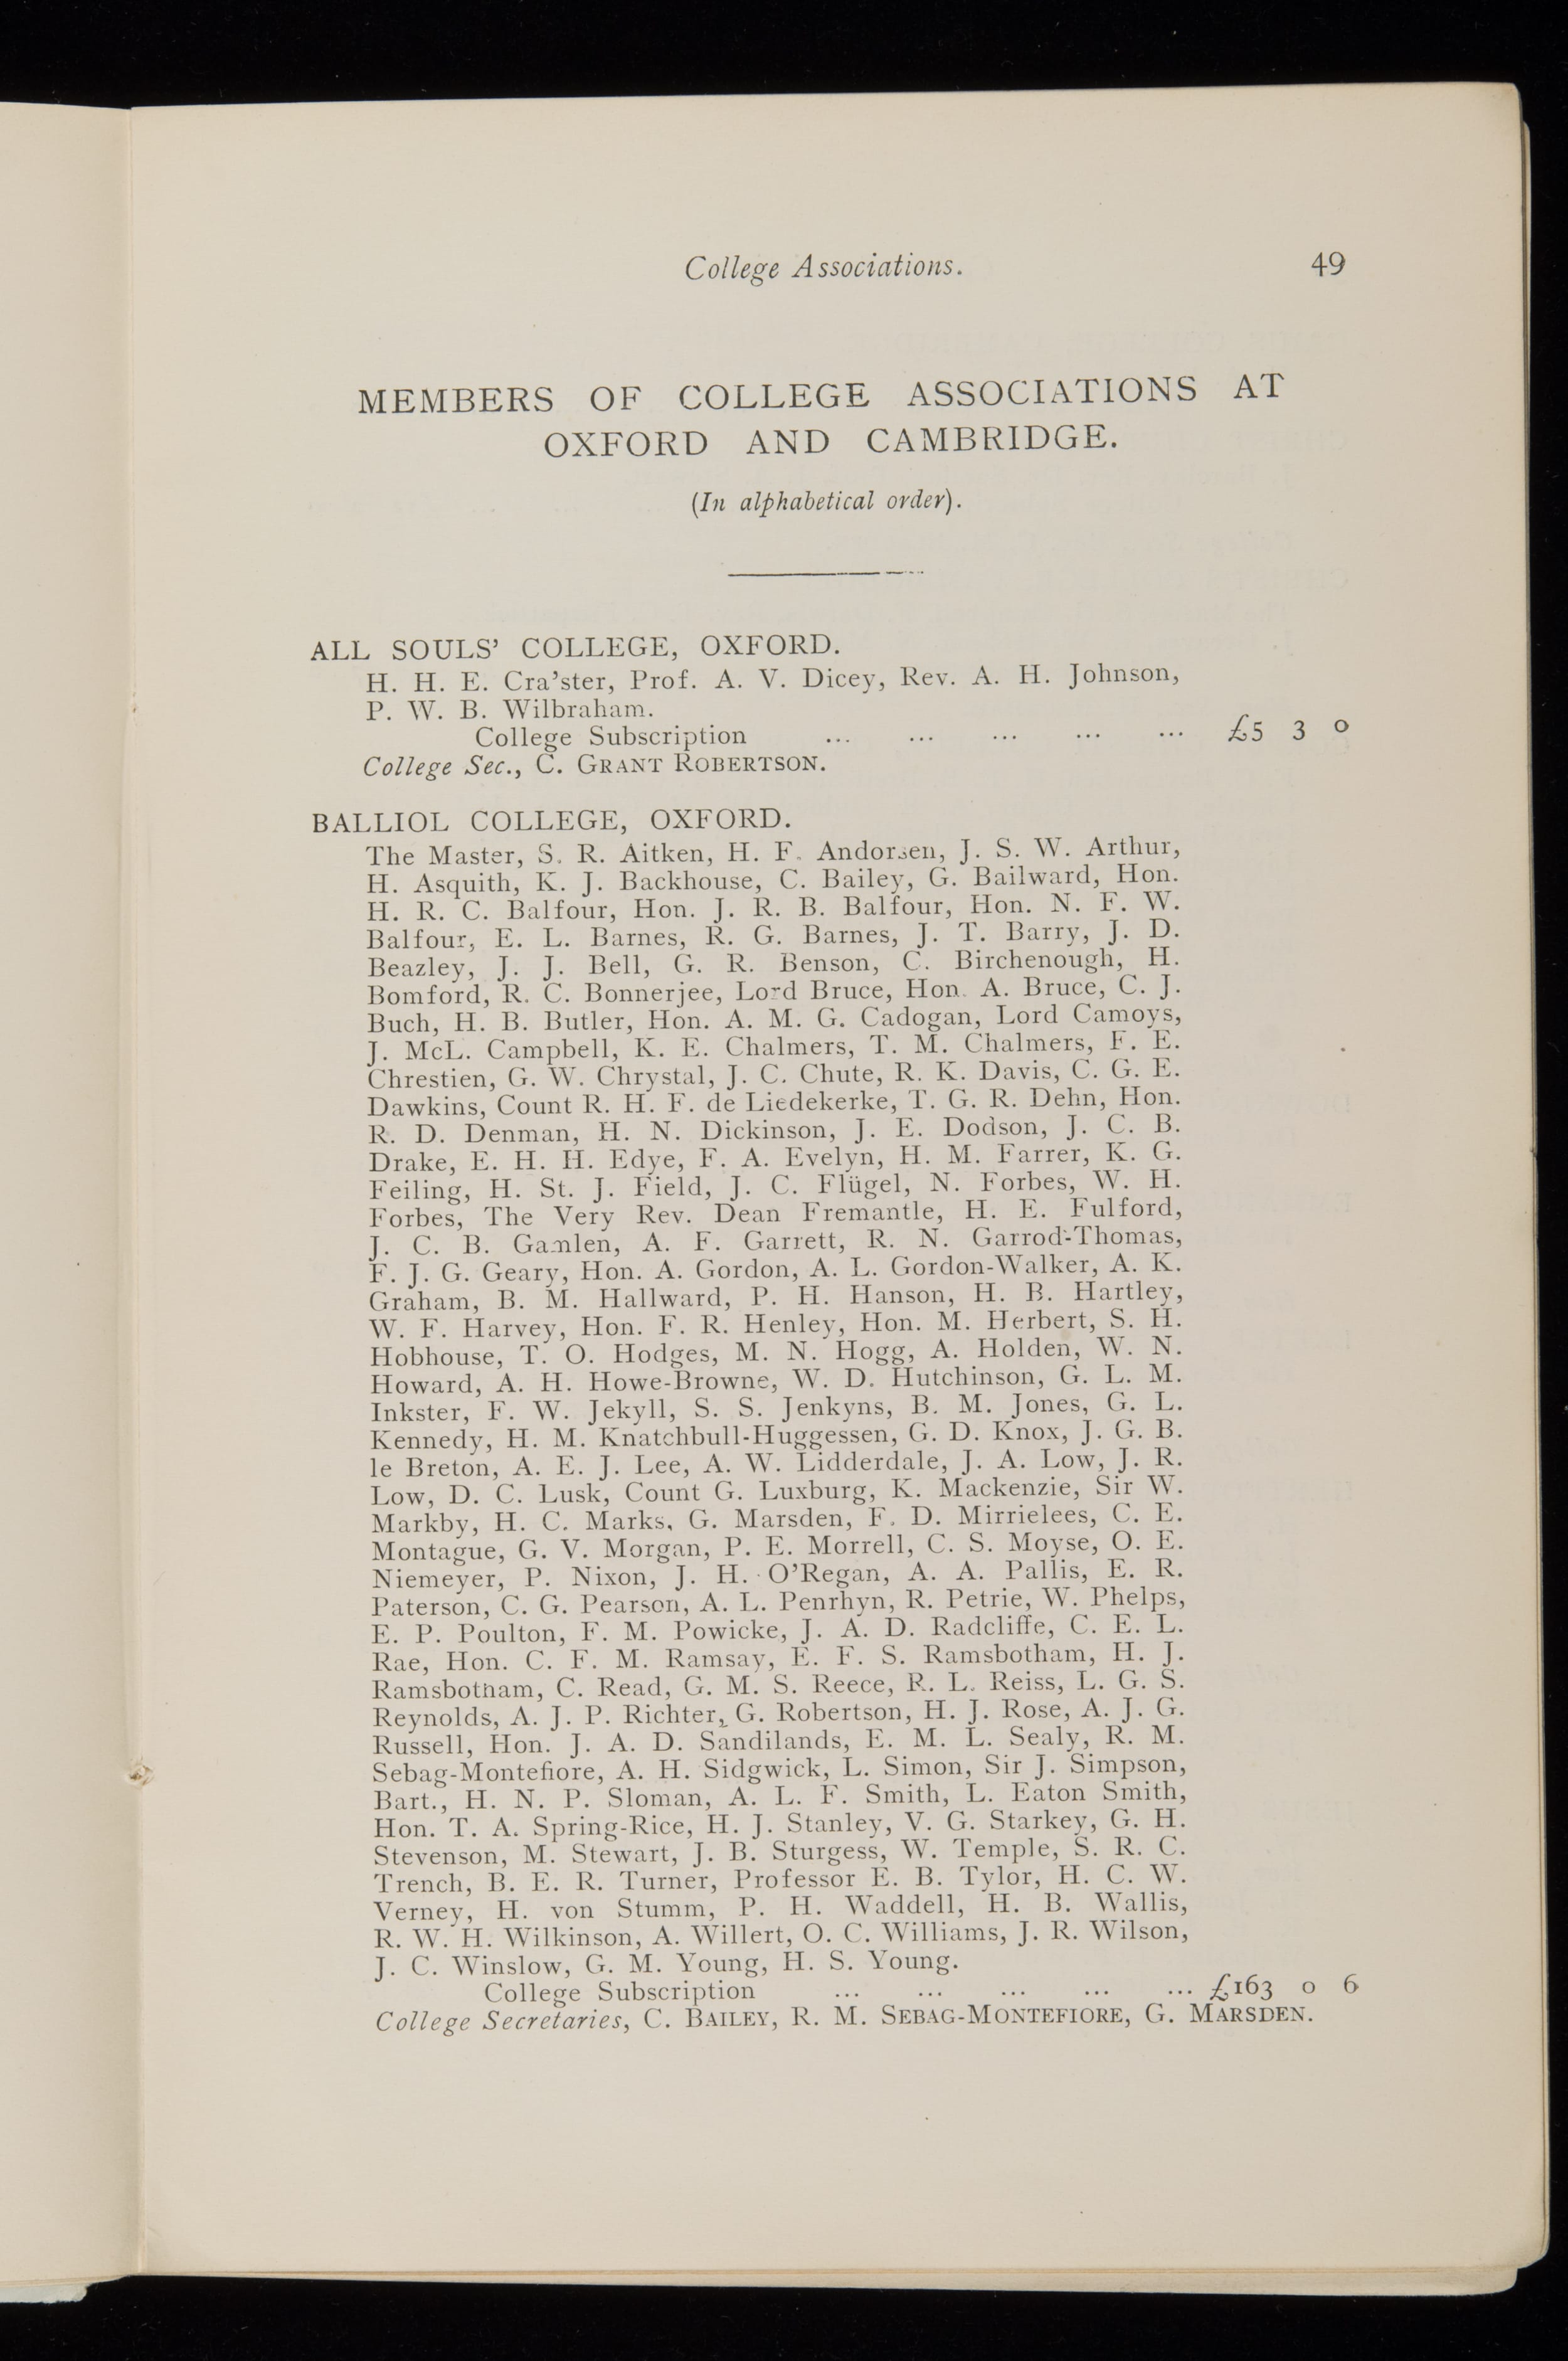 College Associations. 49
MEMBERS OF COLLEGE ASSOCIATIONS AT
OXFORD AND CAMBRIDGE.
(In alphabetical order).
ALL SOULS' COLLEGE, OXFORD.
H. H. E. Cra'ster, Prof. A. V. Dicey, Rev. A. H. Johnson,
P. W. B. Wilbraham.
College Subscription ... ... ... ... ... £5 3 0
College Sec., C. GRANT ROBERTSON.
BALLIOL COLLEGE, OXFORD.
The Master, S. R. Aitken, H. F. Andorsen, J. S. W. Arthur,
H. Asquith, K. J. Backhouse, C. Bailey, G. Bailward, Hon.
H. R. C. Balfour, Hon. J. R. B. Balfour, Hon. N. F. W.
Balfour, E. L. Barnes, R. G. Barnes, J. T. Barry, J. D.
Beazley, J. J. Bell, G. R. Benson, C. Birchenough, H.
Bomford, R. C. Bonnerjee, Lord Bruce, Hon. A. Bruce, C. J.
Buch, H. B. Butler, Hon. A. M. G. Cadogan, Lord Camoys,
J. McL. Campbell, K. E. Chalmers, T. M. Chalmers, F. E.
Chrestien, G. W. Chrystal, J. C. Chute, R. K. Davis, C. G. E.
Dawkins, Count R. H. F. de Liedekerke, T. G. R. Dehn, Hon.
R. D. Denman, H. N. Dickinson, J. E. Dodson, J. C. B.
Drake, E. H. H. Edye, F. A. Evelyn, H. M. Farrer, K. G.
Feiling, H. St. J. Field, J. C. Flügel, N. Forbes, W. H.
Forbes, The Very Rev. Dean Fremantle, H. E. Fulford,
J. C. B. Gamlen, A. F. Garrett, R. N. Garrod-Thomas,
F. J. G. Geary, Hon. A. Gordon, A. L. Gordon-Walker, A. K.
Graham, B. M. Hallward, P. H. Hanson, H. B. Hartley,
W. F. Harvey, Hon. F. R. Henley, Hon. M. Herbert, S. H.
Hobhouse, T. O. Hodges, M. N. Hogg, A. Holden, W. N.
Howard, A. H. Howe-Browne, W. D. Hutchinson, G. L. M.
Inkster, F. W. Jekyll, S. S. Jenkyns, B. M. Jones, G. L.
Kennedy, H. M. Knatchbull-Huggessen, G. D. Knox, J. G. B.
le Breton, A. E. J. Lee, A. W. Lidderdale, J. A. Low, J. R.
Low, D. C. Lusk, Count G. Luxburg, K. Mackenzie, Sir W.
Markby, H. C. Marks, G. Marsden, F. D. Mirrielees, C. E.
Montague, G. V. Morgan, P. E. Morrell, C. S. Moyse, O. E.
Niemeyer, P. Nixon, J. H. O'Regan, A. A. Pallis, E. R.
Paterson, C. G. Pearson, A. L. Penrhyn, R. Petrie, W. Phelps,
E. P. Poulton, F. M. Powicke, J. A. D. Radcliffe, C. E. L.
Rae, Hon. C. F. M. Ramsay, E. F. S. Ramsbotham, H. J.
Ramsbotham, C. Read, G. M. S. Reece, R. L. Reiss, L. G. S.
Reynolds, A. J. P. Richter, G. Robertson, H. J. Rose, A. J. G.
Russell, Hon. J. A. D. Sandilands, E. M. L. Sealy, R. M.
Sebag-Montefiore, A. H. Sidgwick, L. Simon, Sir J. Simpson,
Bart., H. N. P. Sloman, A. L. F. Smith, L. Eaton Smith,
Hon. T. A. Spring-Rice, H. J. Stanley, V. G. Starkey, G. H.
Stevenson, M. Stewart, J. B. Sturgess, W. Temple, S. R. C.
Trench, B. E. R. Turner, Professor E. B. Tylor, H. C. W.
Verney, H. von Stumm, P. H. Waddell, H. B. Wallis,
R. W. H. Wilkinson, A. Willert, O. C. Williams, J. R. Wilson,
J. C. Winslow, G. M. Young, H. S. Young.
College Subscription ... ... ... ... ... £163 0 6
College Secretaries, C. BAILEY, R. M. SEBAG-MONTEFIORE, G. MARSDEN.